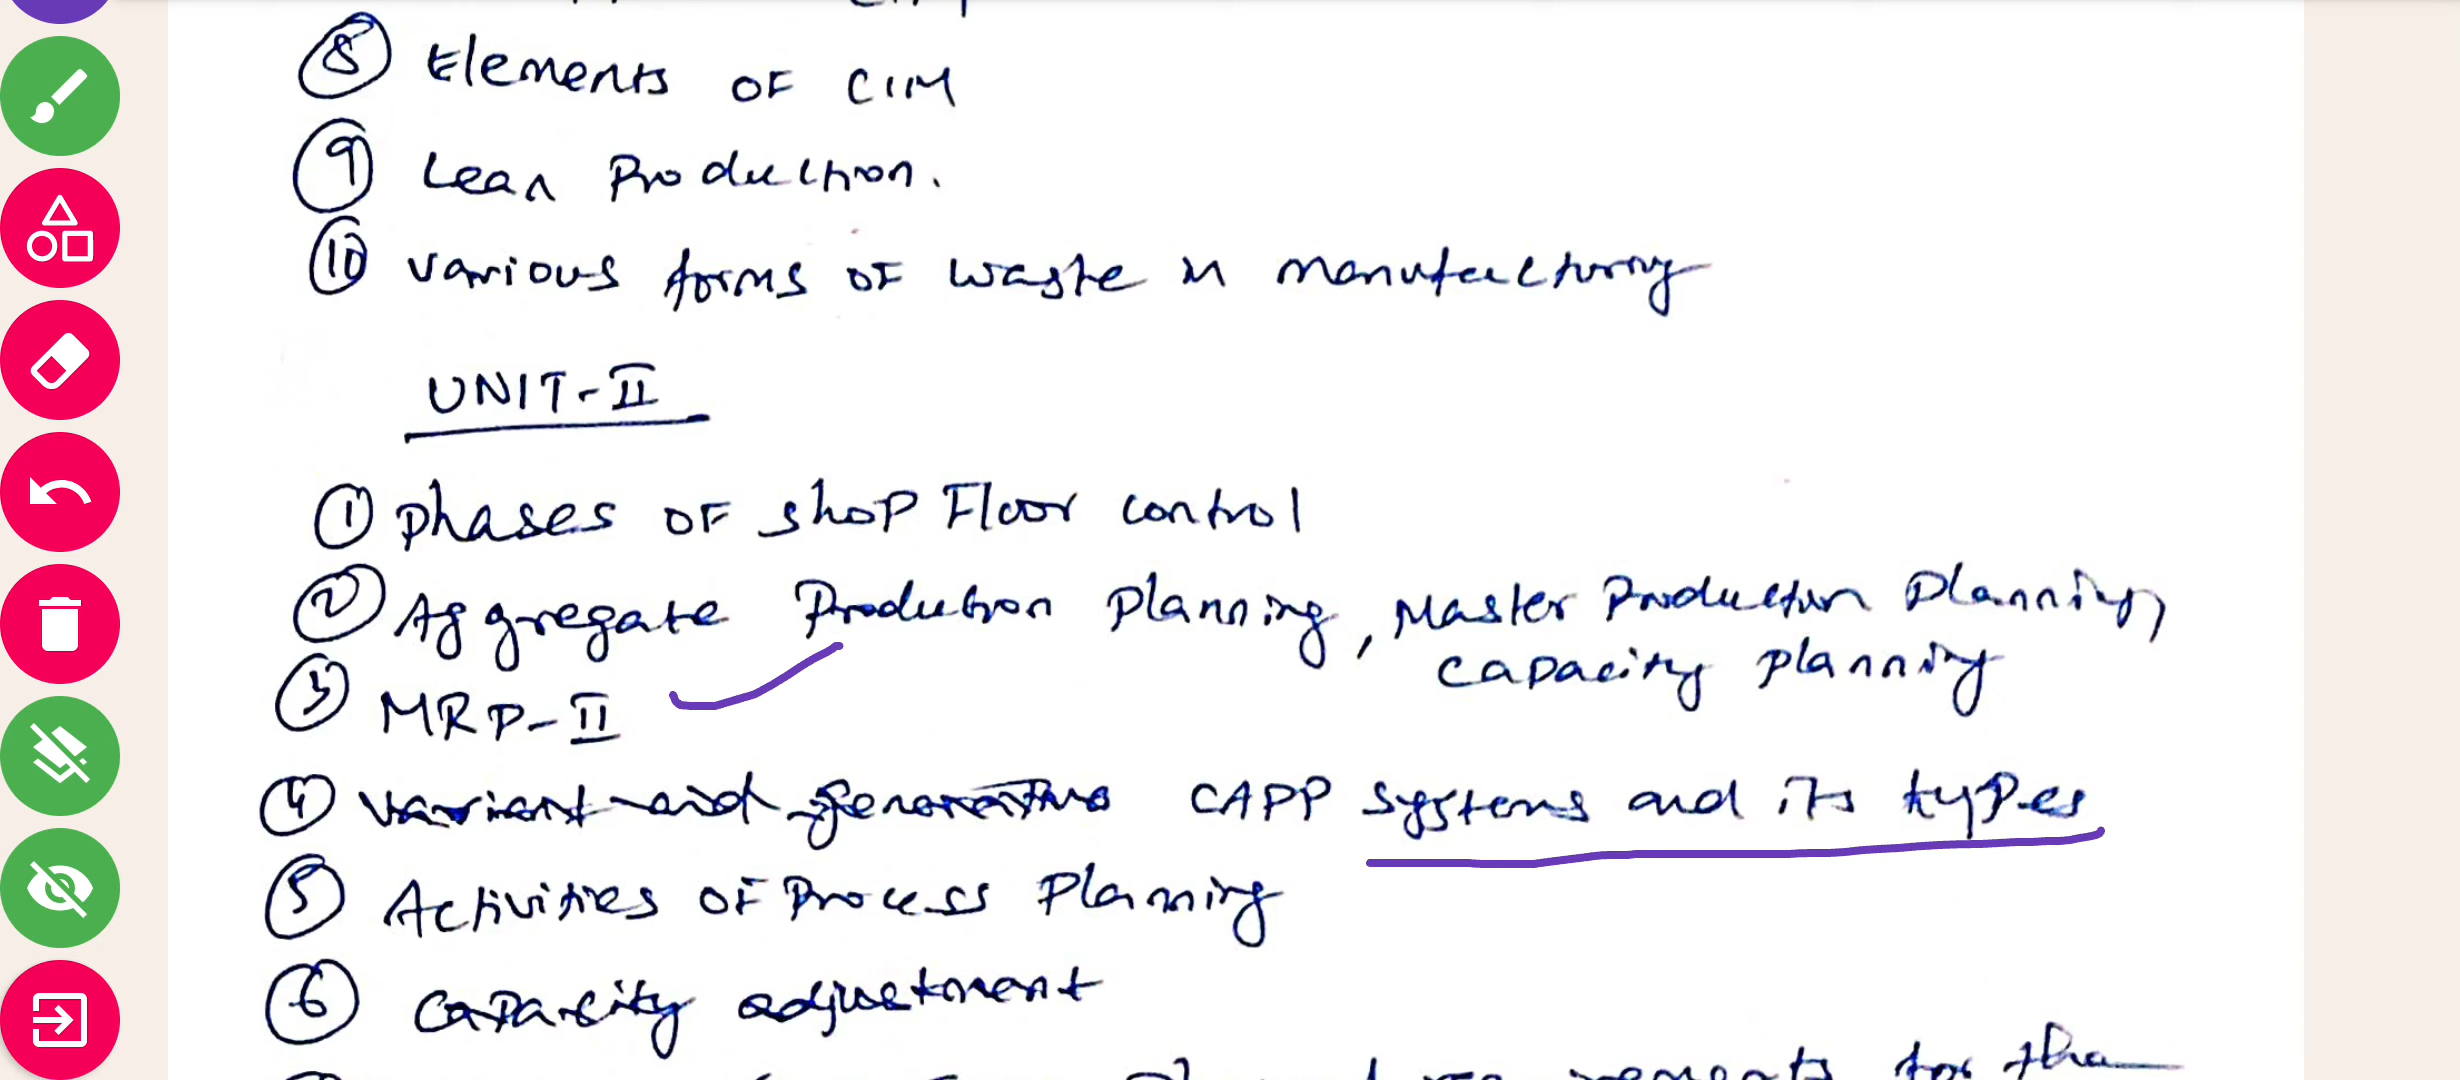 ⑧ Elements OF CIM
⑨ Lean Production.
⑩ various forms OF waste in manufacturing
UNIT-II
① phases OF shop Floor control
② Aggregate Production Planning, Master Production Planning,
capacity planning
③ MRP-II
④ Variant and generative CAPP systems and its types
⑤ Activities OF Process Planning
⑥ capacity adjustment
for the